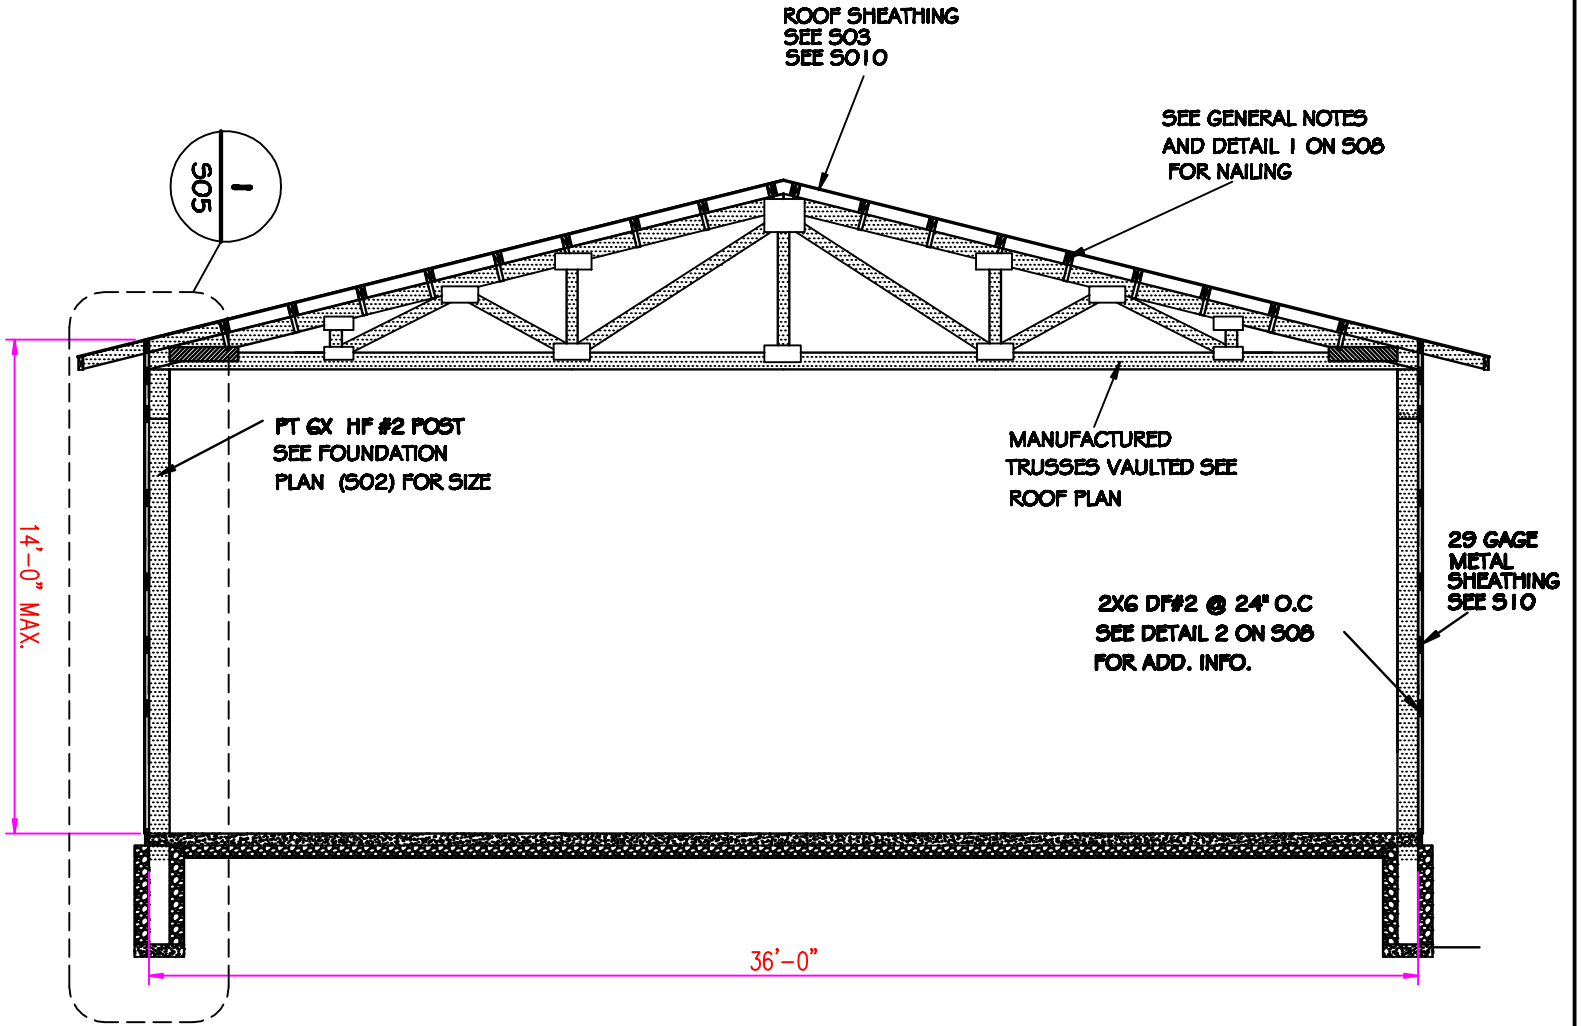 ROOF SHEATHING
SEE S03
SEE S010
SEE GENERAL NOTES
AND DETAIL 1 ON S08
FOR NAILING
1
S05
PT 6X HF #2 POST
SEE FOUNDATION
PLAN (S02) FOR SIZE
MANUFACTURED
TRUSSES VAULTED SEE
ROOF PLAN
14'-0" MAX.
29 GAGE
METAL
SHEATHING
SEE S10
2X6 DF#2 @ 24" O.C
SEE DETAIL 2 ON S08
FOR ADD. INFO.
36'-0"